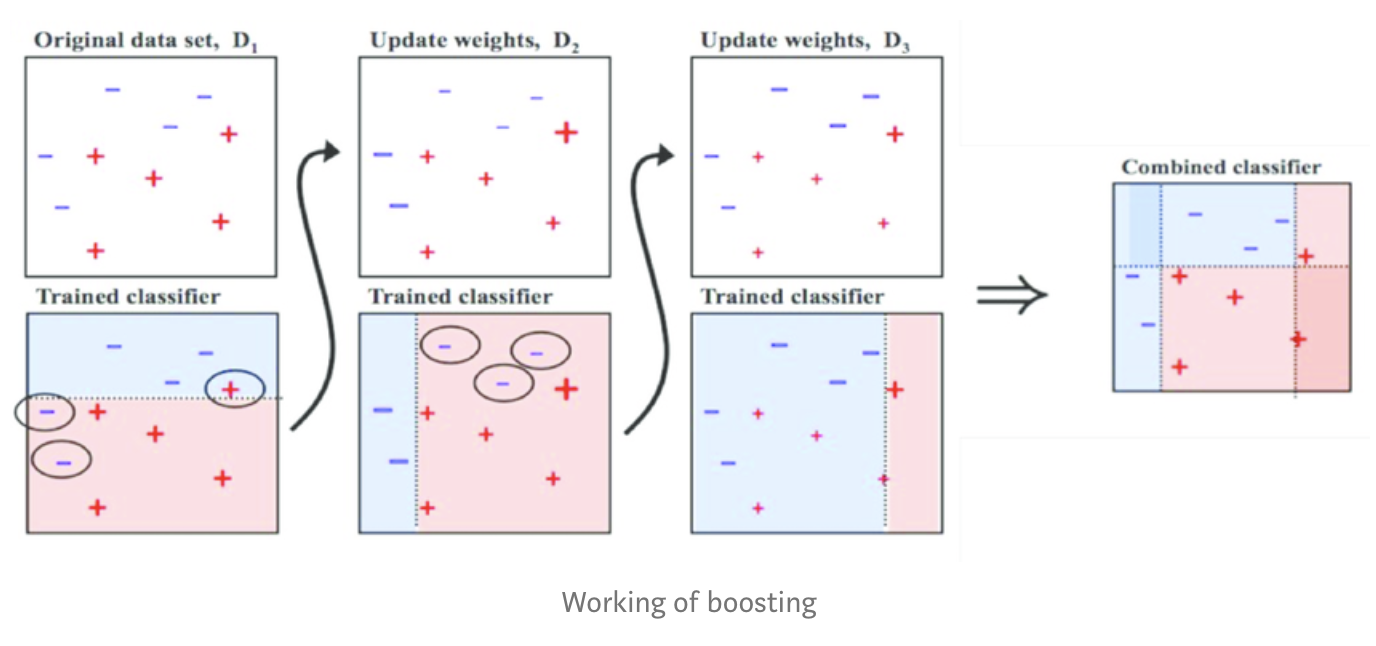 Original data set, D₁
Update weights, D₂
Update weights, D₃
Combined classifier
Trained classifier
Trained classifier
Trained classifier
Working of boosting